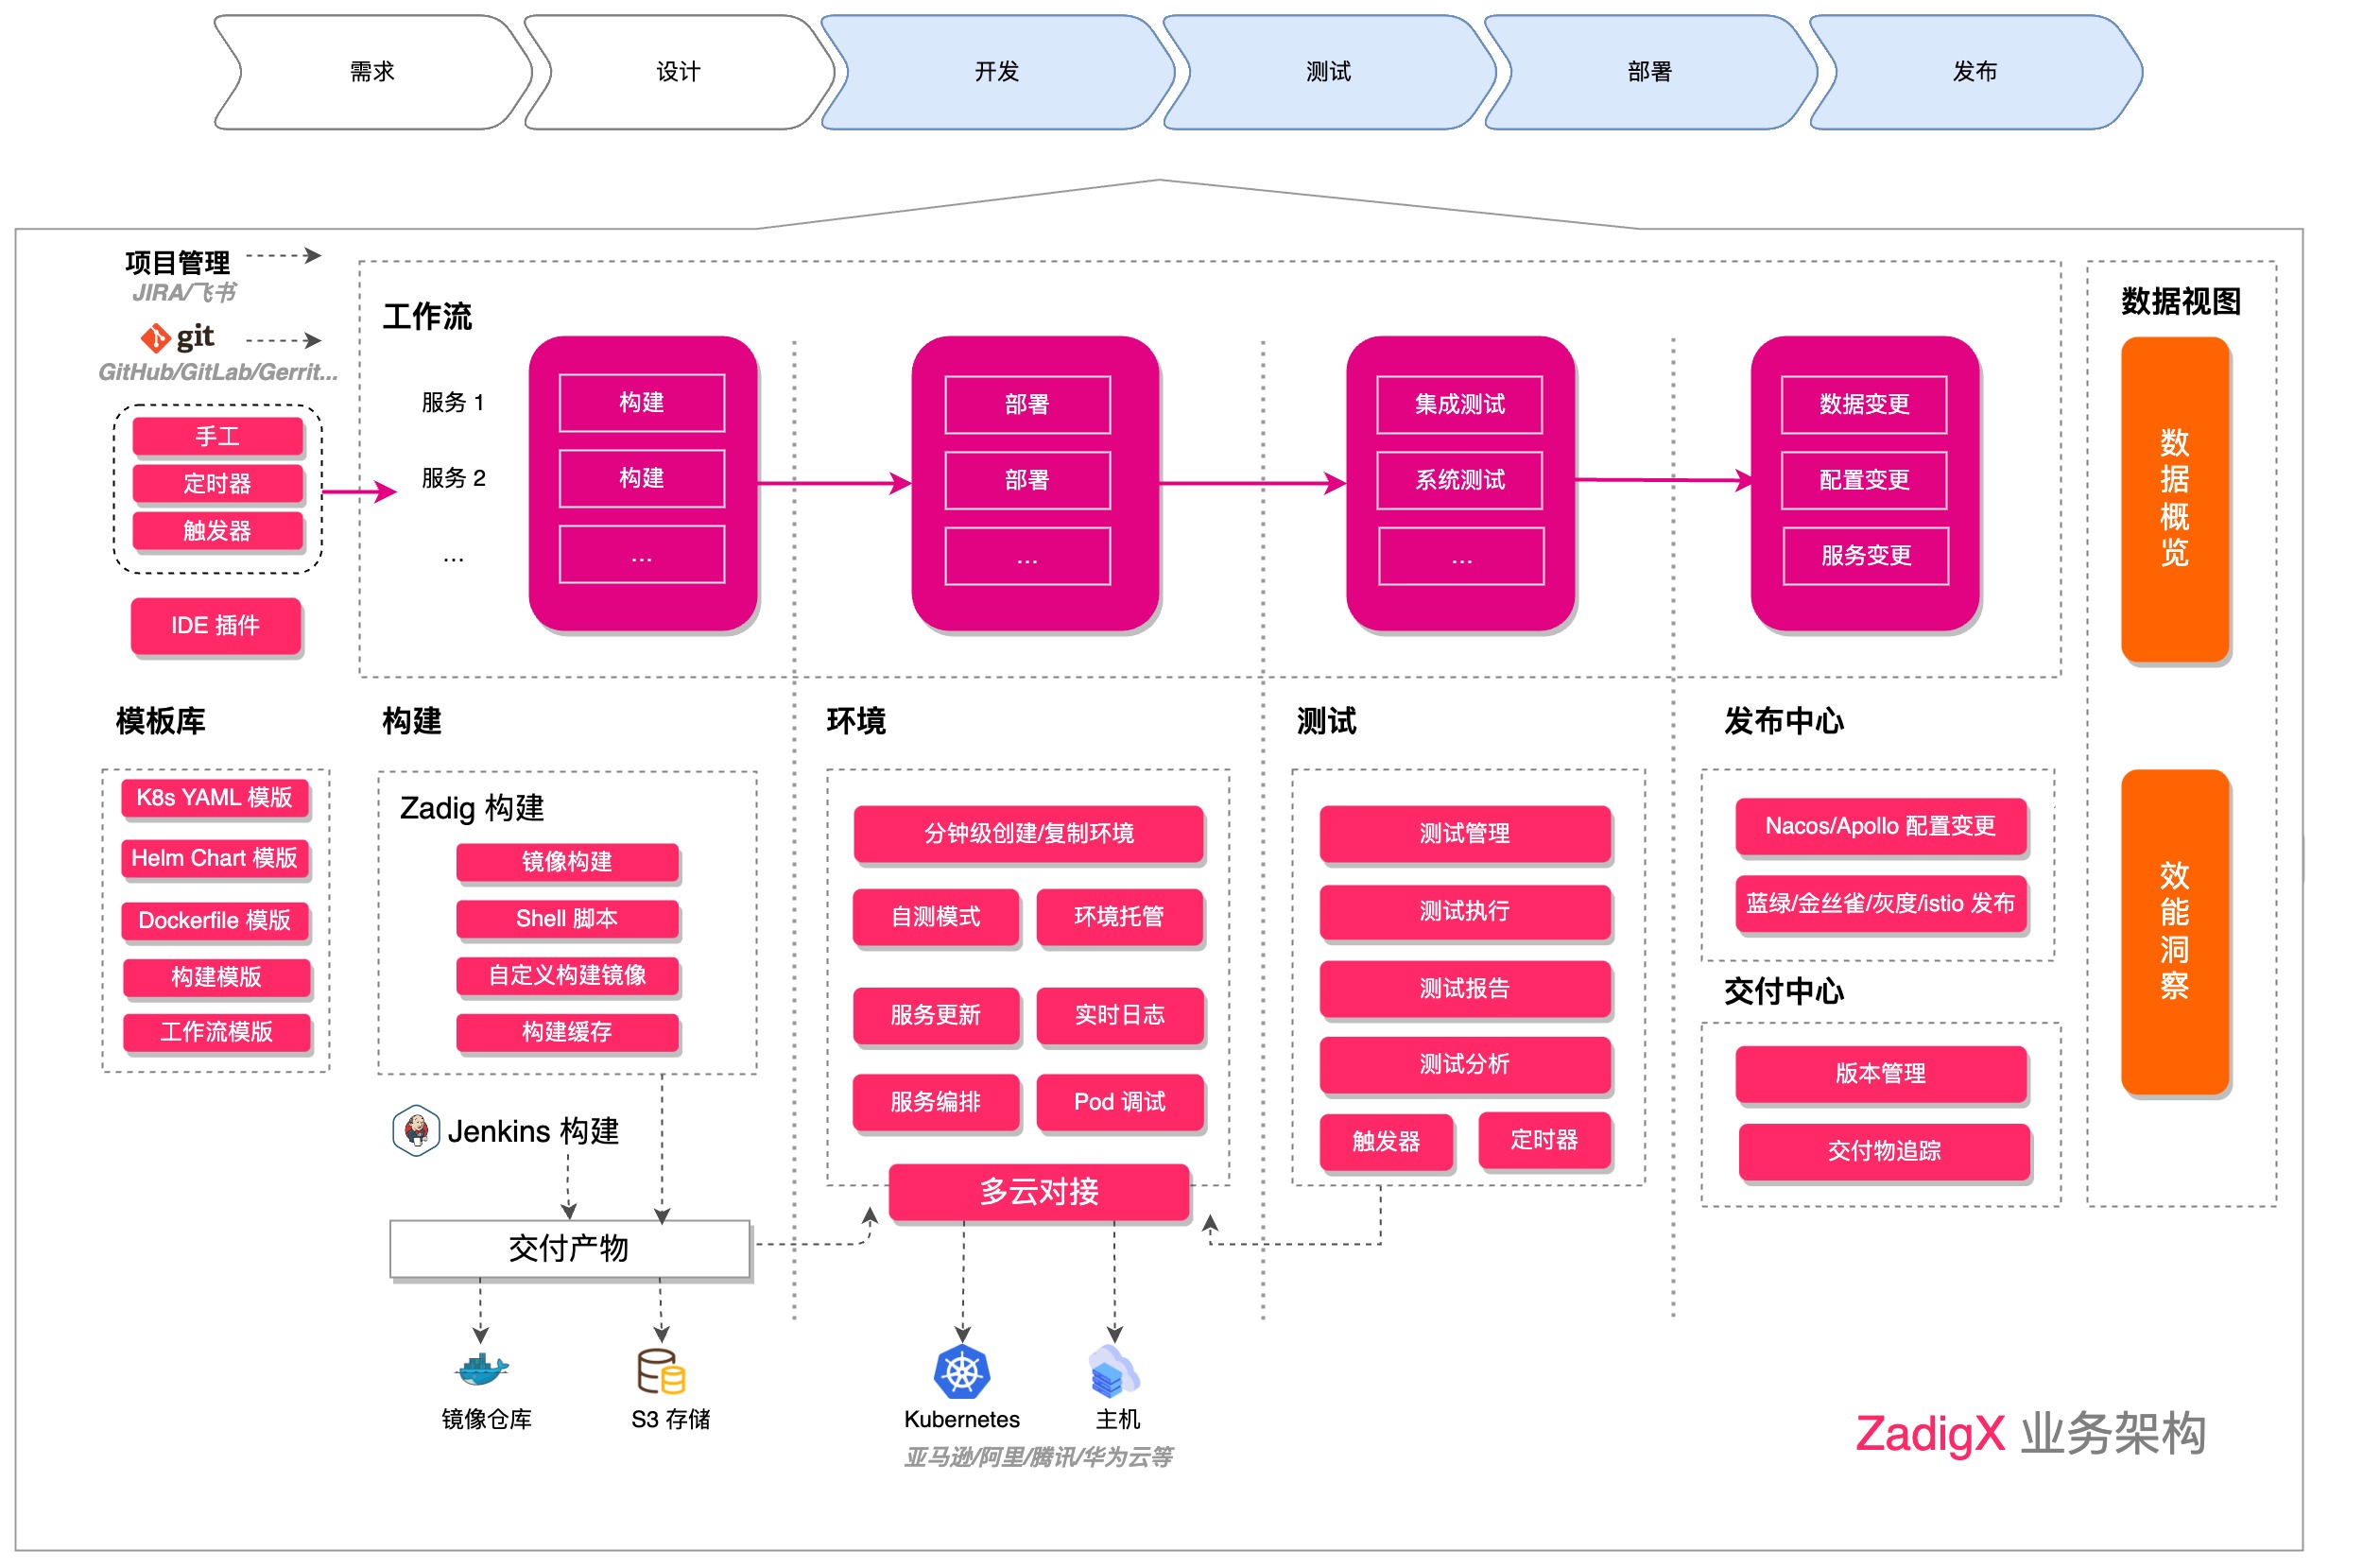 需求
设计
开发
测试
部署
发布
项目管理
JIRA/飞书
git
GitHub/GitLab/Gerrit...
手工
定时器
触发器
IDE 插件
工作流
服务 1
服务 2
...
构建
构建
...
部署
部署
...
集成测试
系统测试
...
数据变更
配置变更
服务变更
数据视图
数据概览
效能洞察
模板库
K8s YAML 模版
Helm Chart 模版
Dockerfile 模版
构建模版
工作流模版
构建
Zadig 构建
镜像构建
Shell 脚本
自定义构建镜像
构建缓存
Jenkins 构建
交付产物
镜像仓库
S3 存储
环境
分钟级创建/复制环境
自测模式
环境托管
服务更新
实时日志
服务编排
Pod 调试
多云对接
Kubernetes
主机
亚马逊/阿里/腾讯/华为云等
测试
测试管理
测试执行
测试报告
测试分析
触发器
定时器
发布中心
Nacos/Apollo 配置变更
蓝绿/金丝雀/灰度/istio 发布
交付中心
版本管理
交付物追踪
ZadigX 业务架构